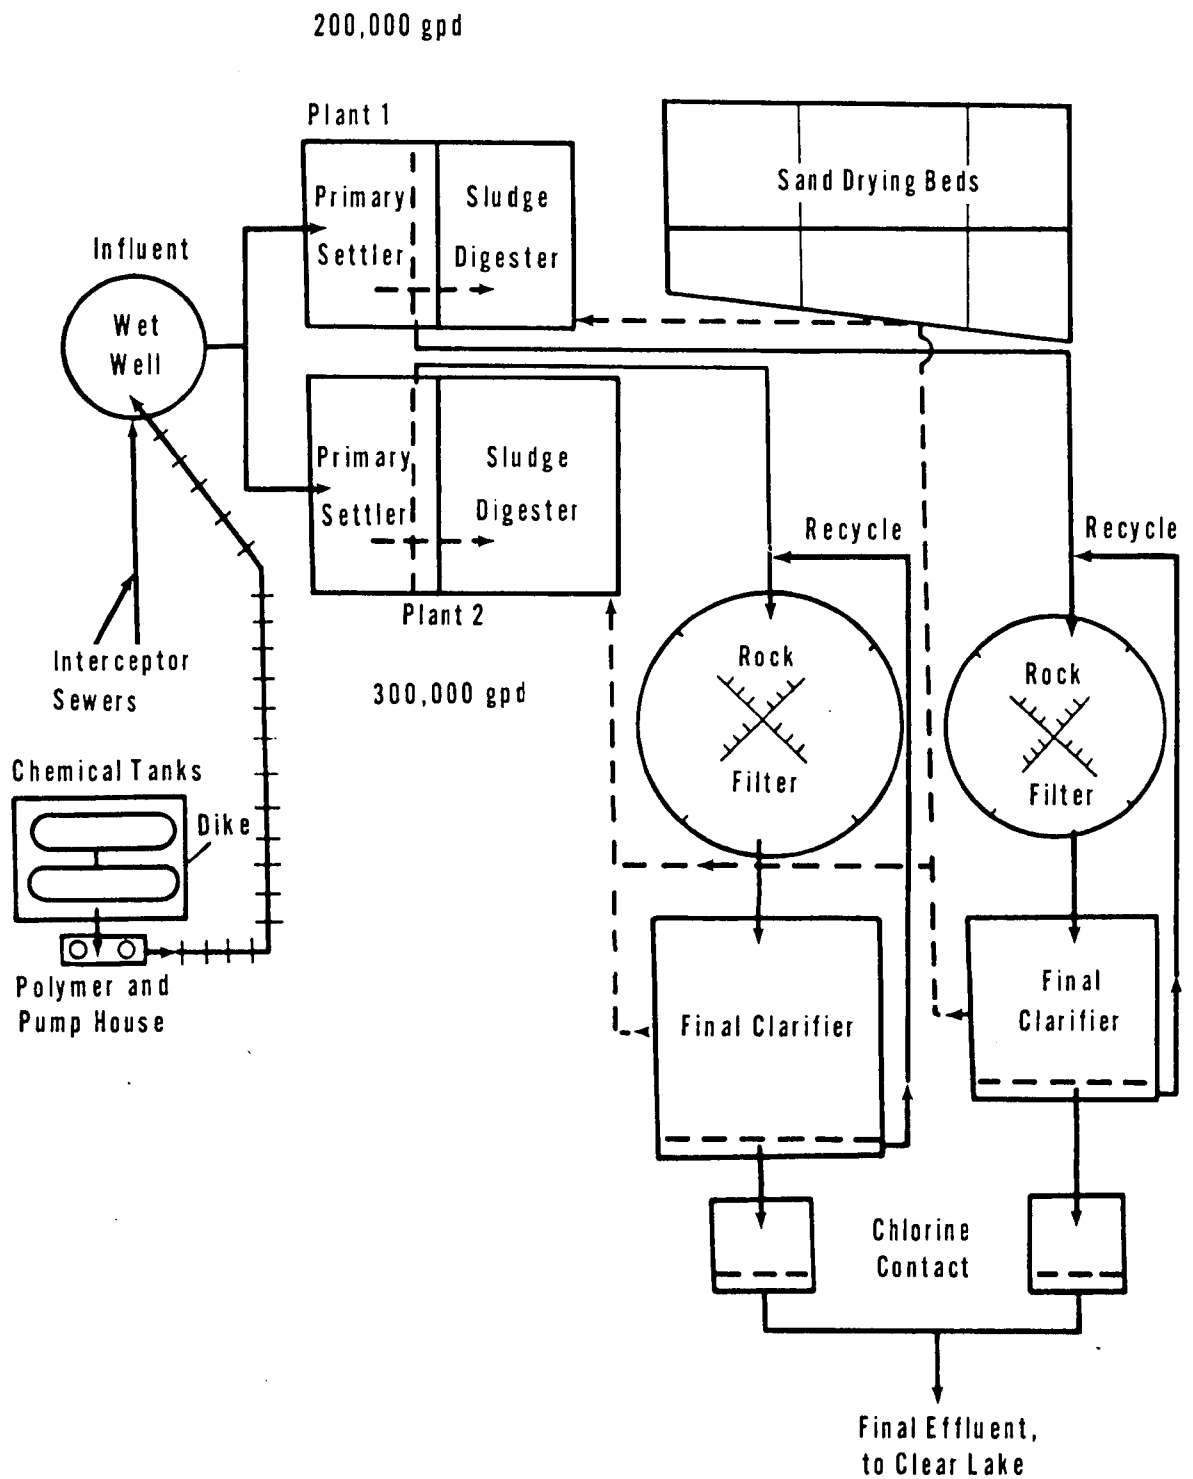 200,000 gpd
Plant 1
Primary
Settler
Sludge
Digester
Sand Drying Beds
Influent
Wet
Well
Primary
Settler
Sludge
Digester
Plant 2
300,000 gpd
Interceptor
Sewers
Recycle
Recycle
Rock
Filter
Rock
Filter
Chemical Tanks
Dike
Polymer and
Pump House
Final Clarifier
Final
Clarifier
Chlorine
Contact
Final Effluent,
to Clear Lake